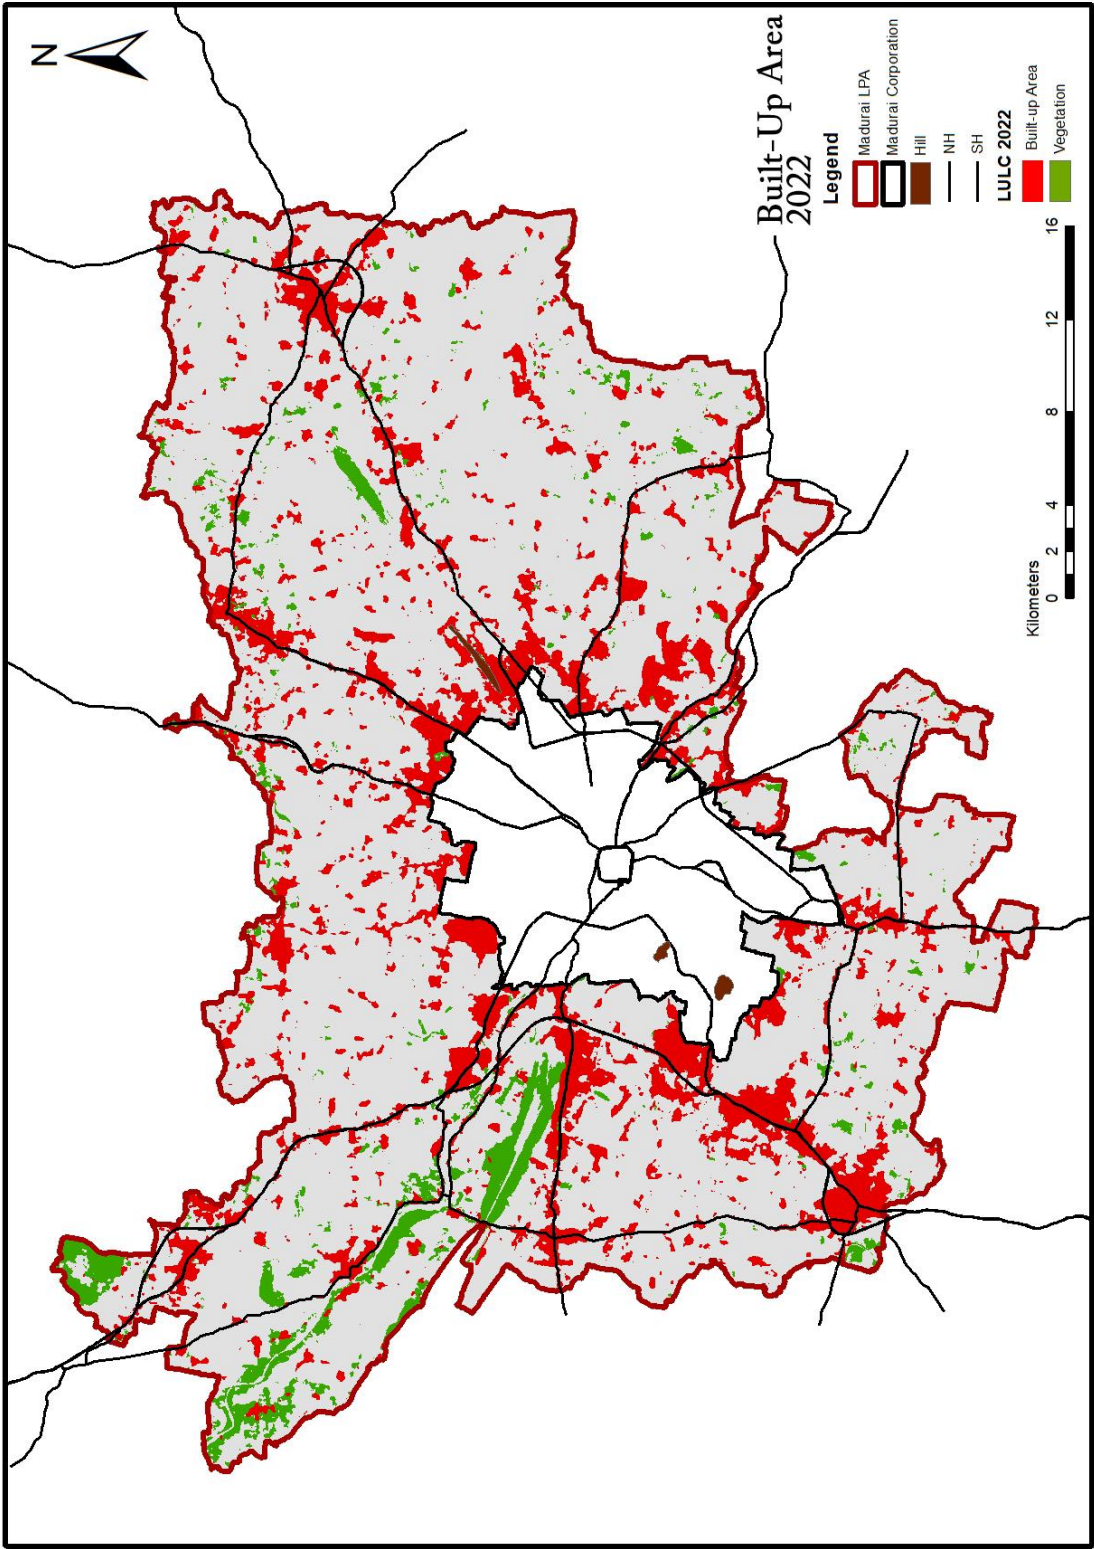 N
Built-Up Area
2022
Legend
Madurai LPA
Madurai Corporation
Hill
NH
SH
LULC 2022
Built-up Area
Vegetation
Kilometers
0 2 4 8 12 16